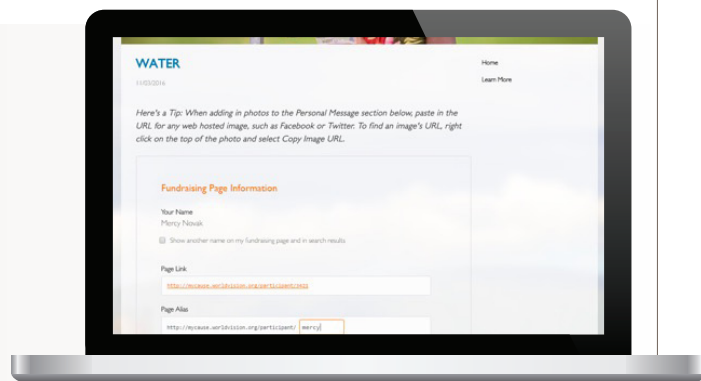 WATER
11/03/2016
Home
Learn More
Here's a Tip: When adding in photos to the Personal Message section below, paste in the
URL for any web hosted image, such as Facebook or Twitter. To find an image's URL, right
click on the top of the photo and select Copy Image URL.
Fundraising Page Information
Your Name
Mercy Novak
Show another name on my fundraising page and in search results
Page Link
http://mycause.worldvision.org/participant/
Page Alias
http://mycause.worldvision.org/participant/ mercy